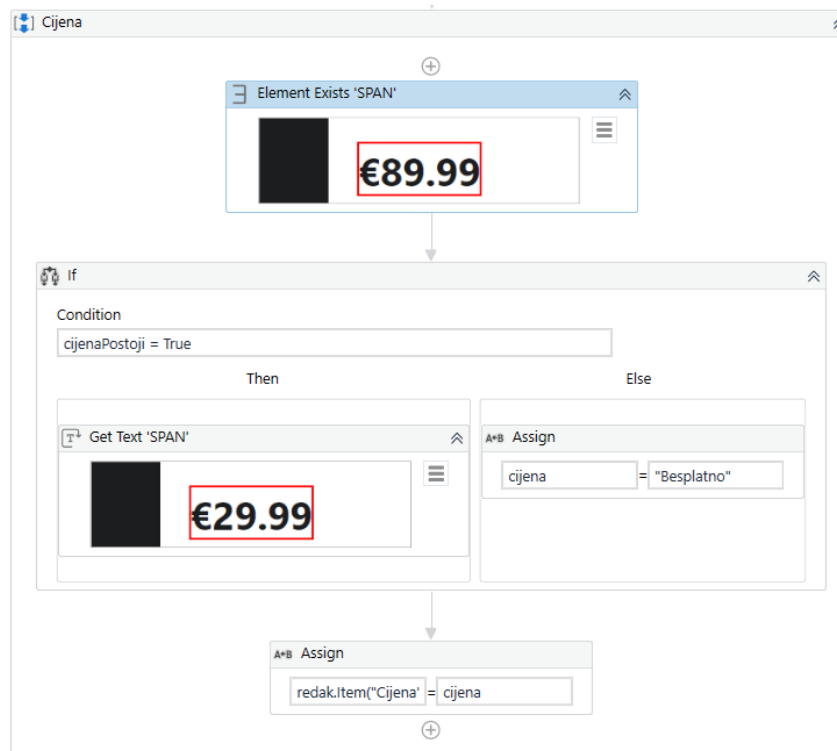 Cijena
Element Exists 'SPAN'
€89.99
If
Condition
cijenaPostoji = True
Then
Else
Get Text 'SPAN'
€29.99
A*B Assign
cijena = "Besplatno"
A*B Assign
redak.Item("Cijena' = cijena